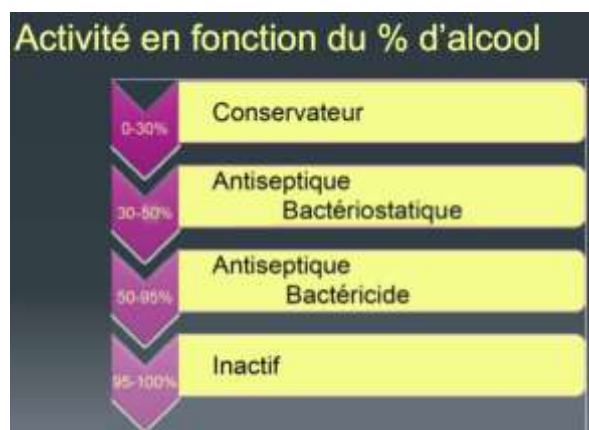 Activité en fonction du % d'alcool
0-30%
Conservateur
30-50%
Antiseptique
Bactériostatique
50-95%
Antiseptique
Bactéricide
95-100%
Inactif